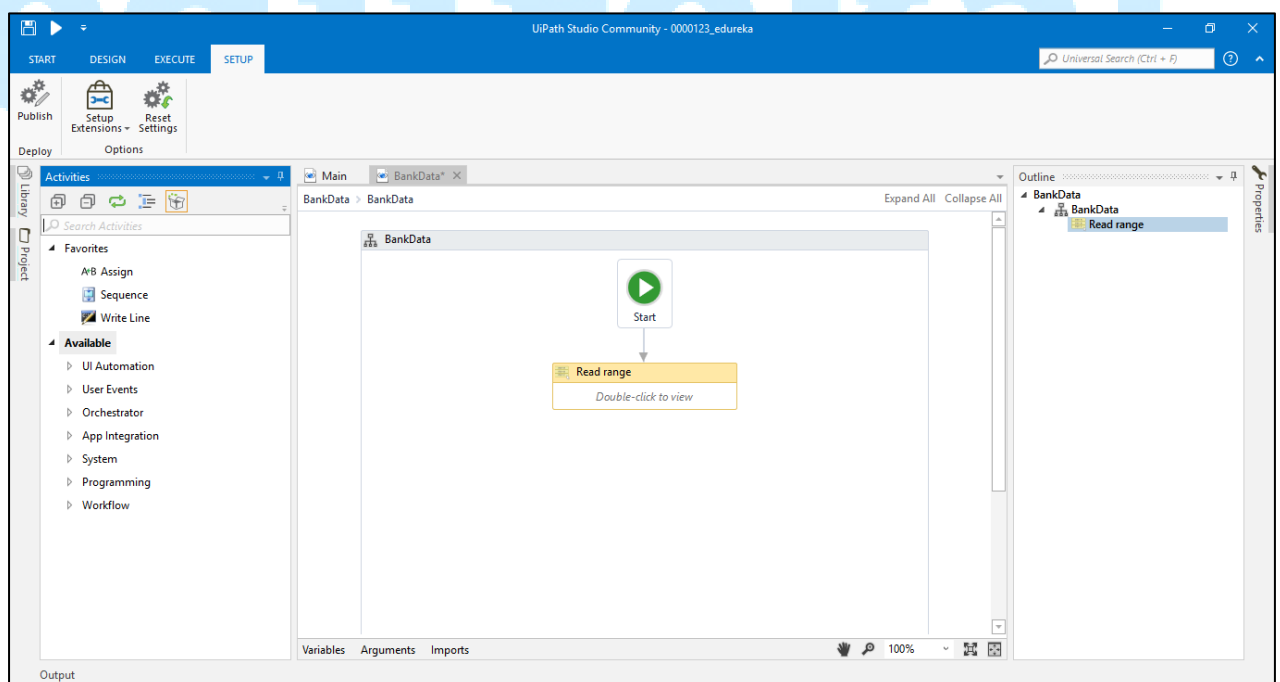 UiPath Studio Community - 0000123_edureka
START DESIGN EXECUTE SETUP
Universal Search (Ctrl + F)
Publish
Setup Extensions
Reset Settings
Deploy Options
Library
Project
Activities
Search Activities
Favorites
A+B Assign
Sequence
Write Line
Available
UI Automation
User Events
Orchestrator
App Integration
System
Programming
Workflow
Main BankData*
BankData > BankData Expand All Collapse All
BankData
Start
Read range
Double-click to view
Variables Arguments Imports 100%
Outline
BankData
BankData
Read range
Properties
Output